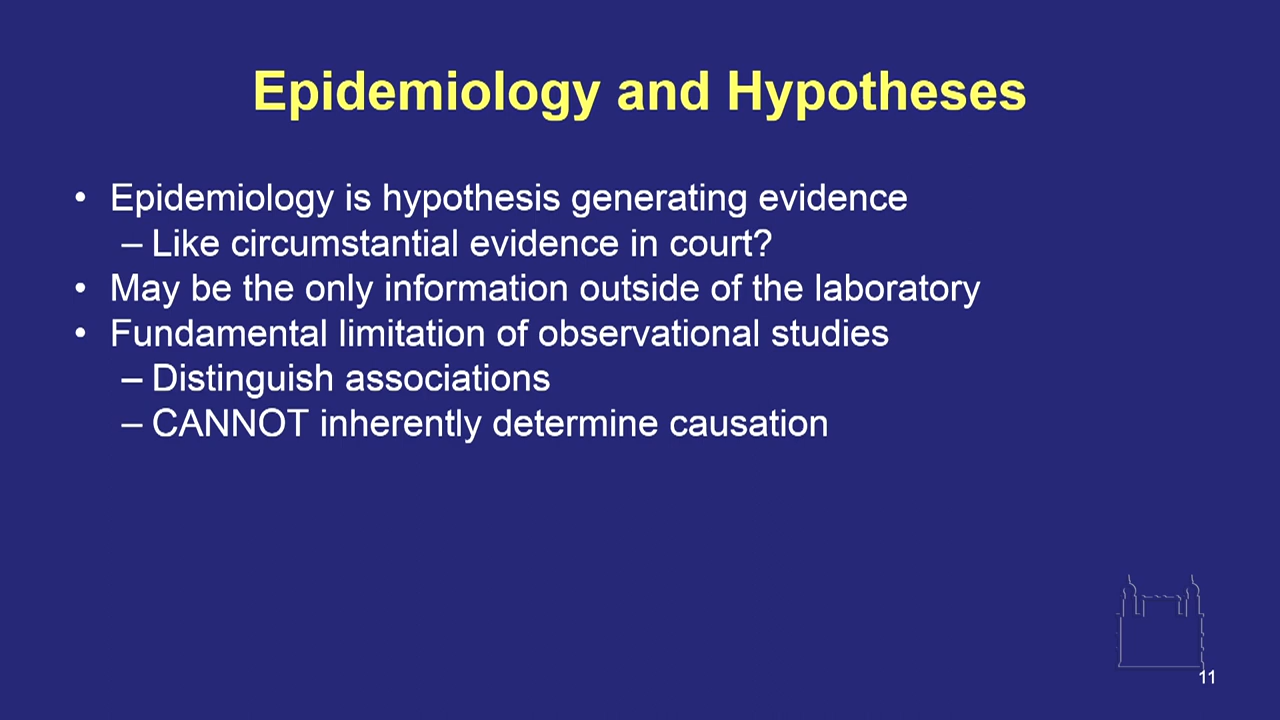 Epidemiology and Hypotheses
• Epidemiology is hypothesis generating evidence
– Like circumstantial evidence in court?
• May be the only information outside of the laboratory
• Fundamental limitation of observational studies
– Distinguish associations
– CANNOT inherently determine causation
11